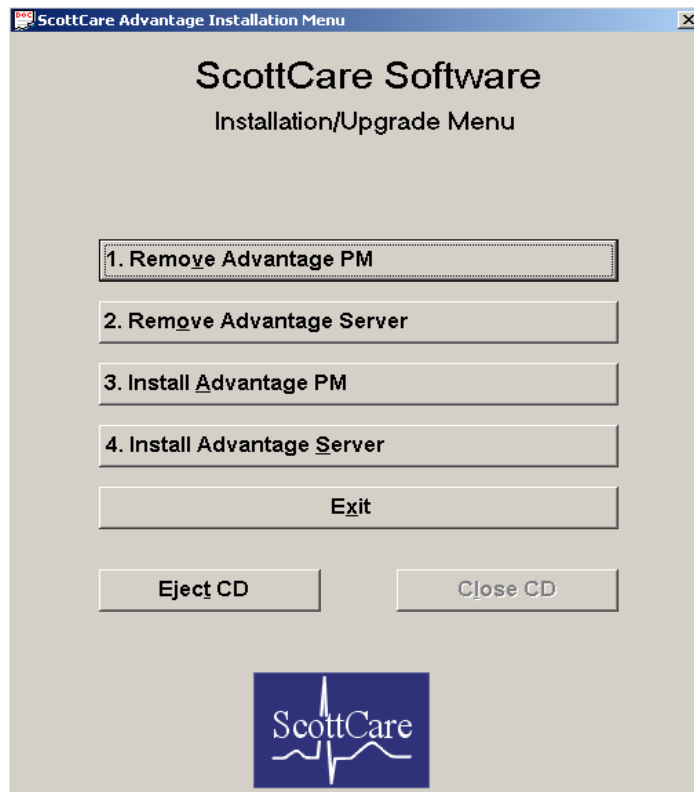 ScottCare Advantage Installation Menu
ScottCare Software
Installation/Upgrade Menu
1. Remove Advantage PM
2. Remove Advantage Server
3. Install Advantage PM
4. Install Advantage Server
Exit
Eject CD
Close CD
ScottCare